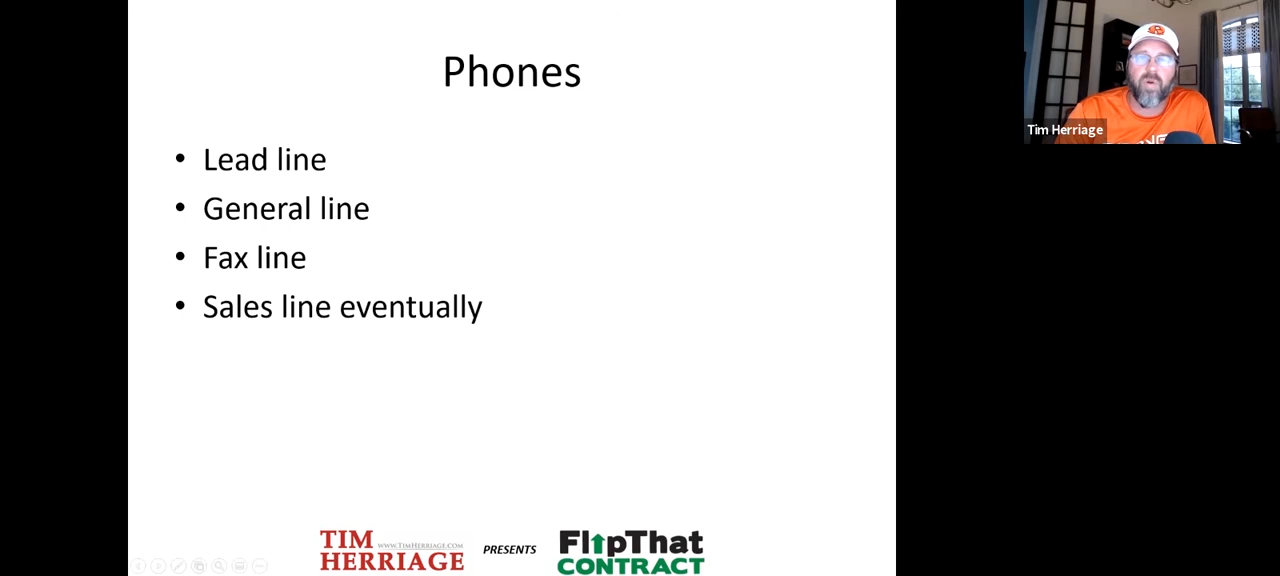 Phones
• Lead line
• General line
• Fax line
• Sales line eventually
TIM
www.TimHerriage.com
HERRIAGE
PRESENTS
FlipThat
CONTRACT
Tim Herriage